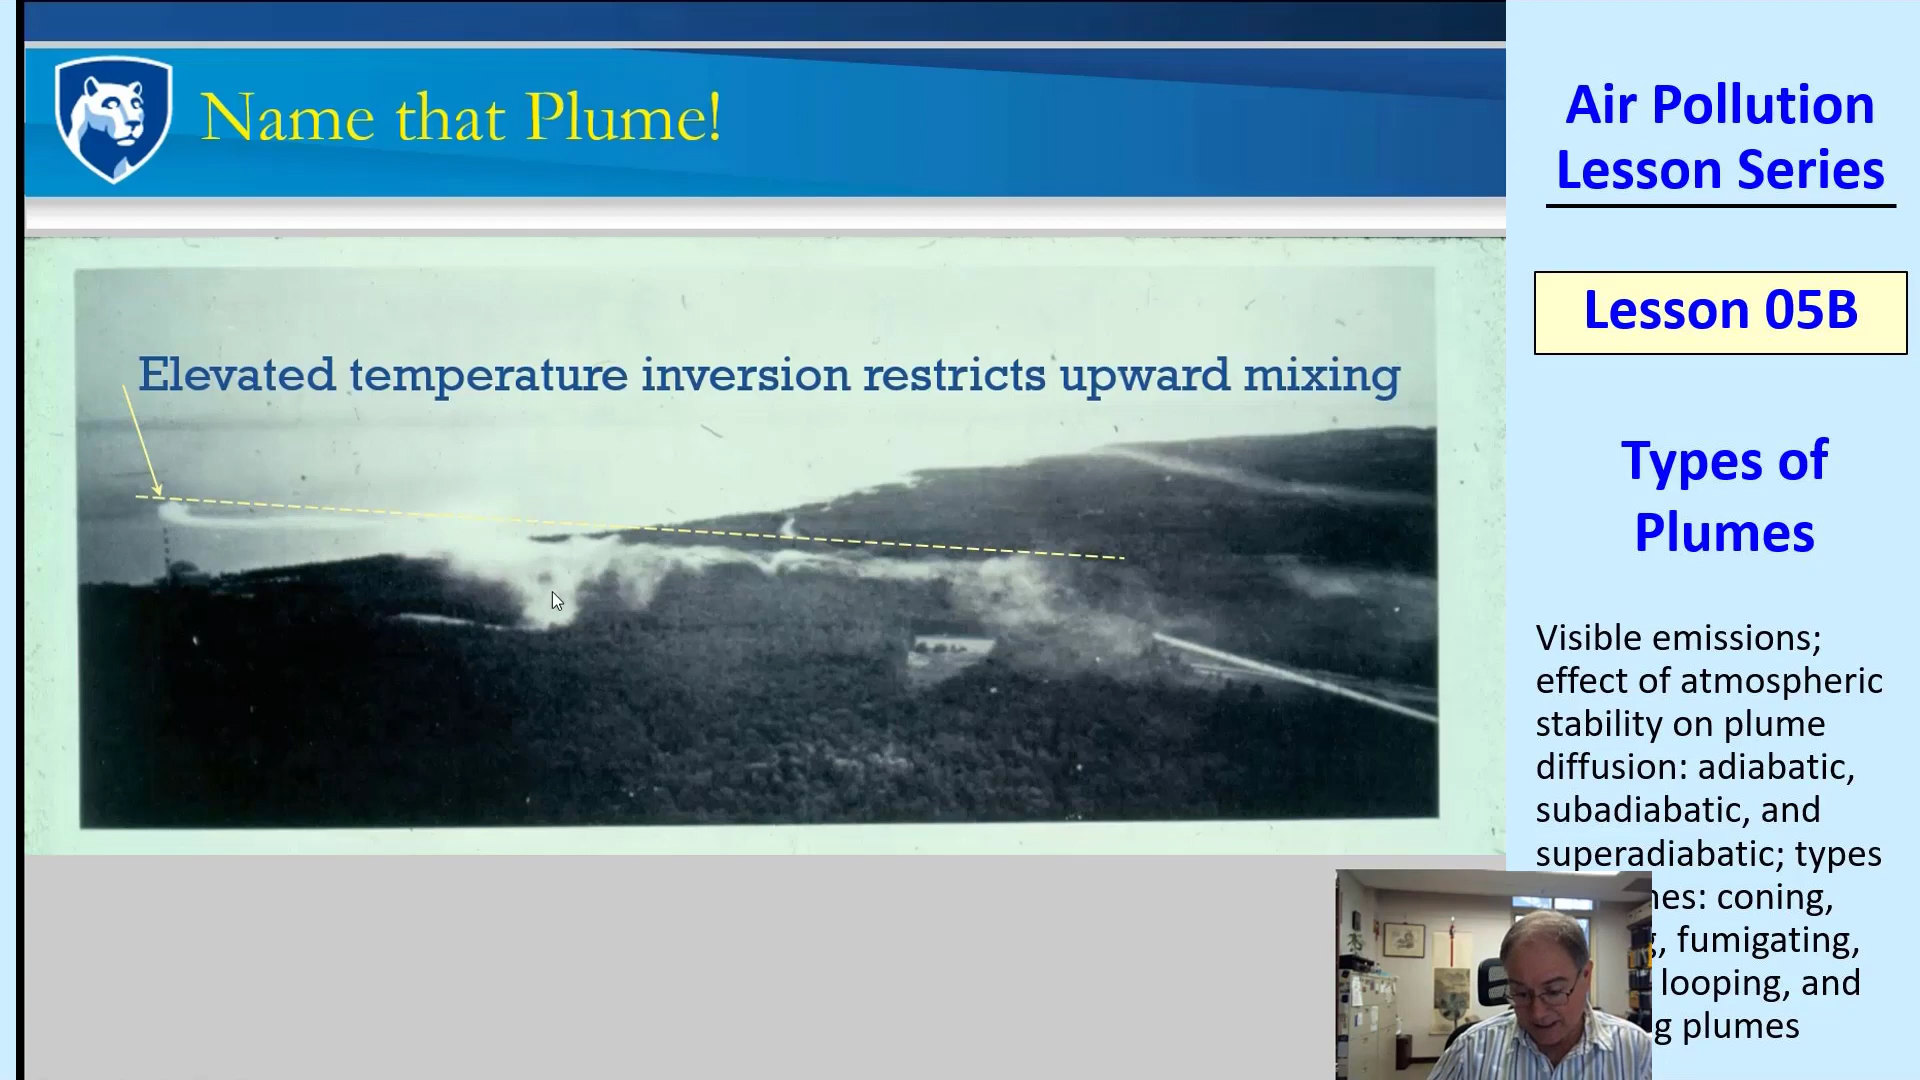 Name that Plume!
Elevated temperature inversion restricts upward mixing
Air Pollution
Lesson Series
Lesson 05B
Types of
Plumes
Visible emissions;
effect of atmospheric
stability on plume
diffusion: adiabatic,
subadiabatic, and
superadiabatic; types
coning,
fumigating,
looping, and
plumes